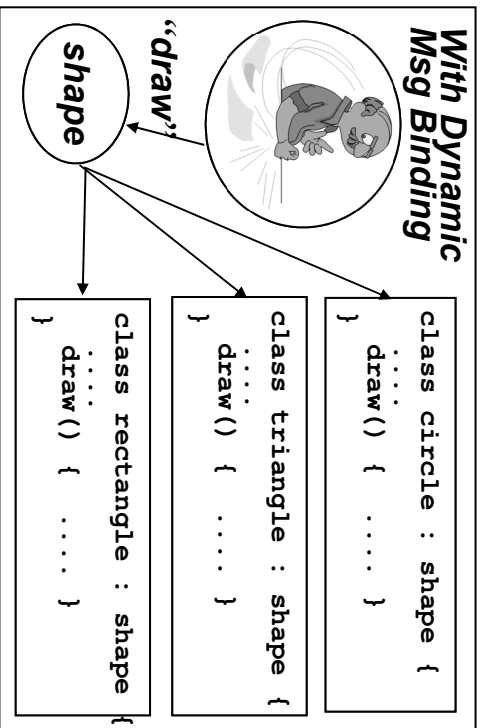 With Dynamic
Msg Binding
“draw”
shape
class circle : shape {
....
draw() { .... }
}
class triangle : shape {
....
draw() { .... }
}
class rectangle : shape {
....
draw() { .... }
}